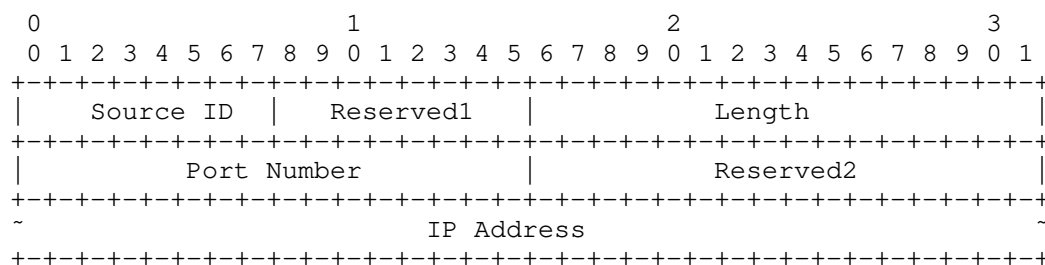 0                   1                   2                   3
 0 1 2 3 4 5 6 7 8 9 0 1 2 3 4 5 6 7 8 9 0 1 2 3 4 5 6 7 8 9 0 1
+-+-+-+-+-+-+-+-+-+-+-+-+-+-+-+-+-+-+-+-+-+-+-+-+-+-+-+-+-+-+-+-+
|    Source ID  |   Reserved1   |           Length              |
+-+-+-+-+-+-+-+-+-+-+-+-+-+-+-+-+-+-+-+-+-+-+-+-+-+-+-+-+-+-+-+-+
|          Port Number          |           Reserved2           |
+-+-+-+-+-+-+-+-+-+-+-+-+-+-+-+-+-+-+-+-+-+-+-+-+-+-+-+-+-+-+-+-+
~                         IP Address                            ~
+-+-+-+-+-+-+-+-+-+-+-+-+-+-+-+-+-+-+-+-+-+-+-+-+-+-+-+-+-+-+-+-+